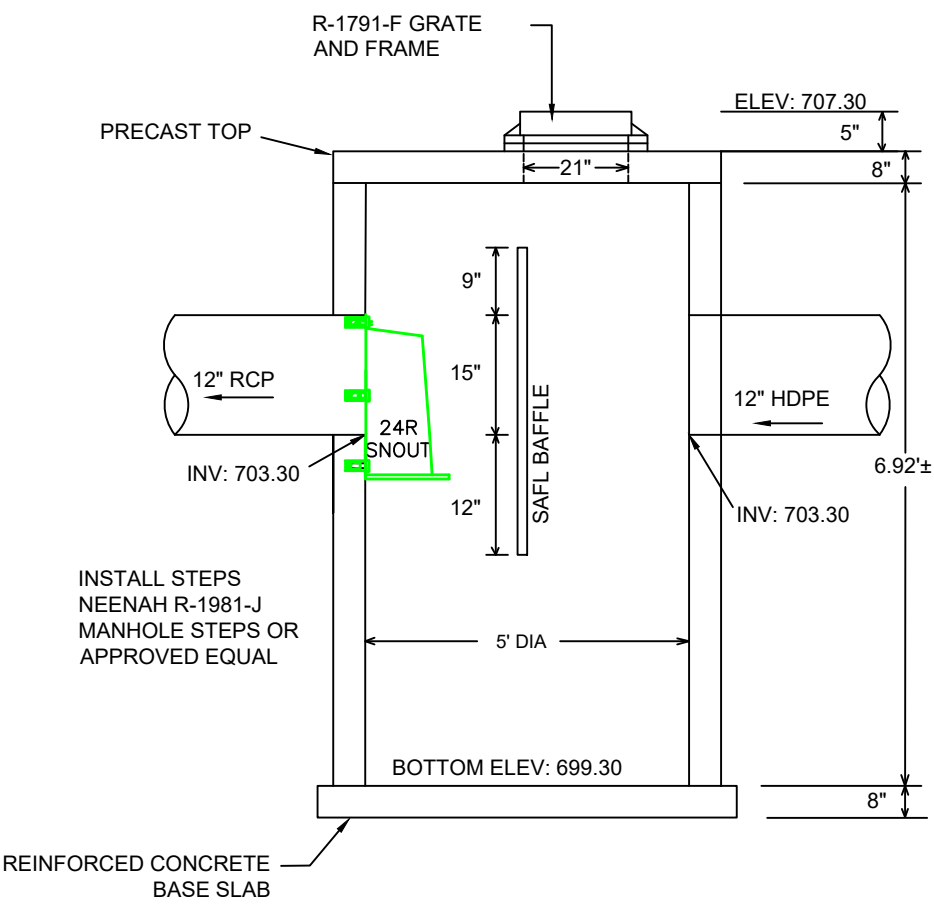 R-1791-F GRATE
AND FRAME
ELEV: 707.30
PRECAST TOP
5"
8"
21"
9"
12" RCP
15"
12" HDPE
24R
SNOUT
SAFL BAFFLE
INV: 703.30
6.92'±
12"
INV: 703.30
INSTALL STEPS
NEENAH R-1981-J
MANHOLE STEPS OR
APPROVED EQUAL
5' DIA
BOTTOM ELEV: 699.30
8"
REINFORCED CONCRETE
BASE SLAB